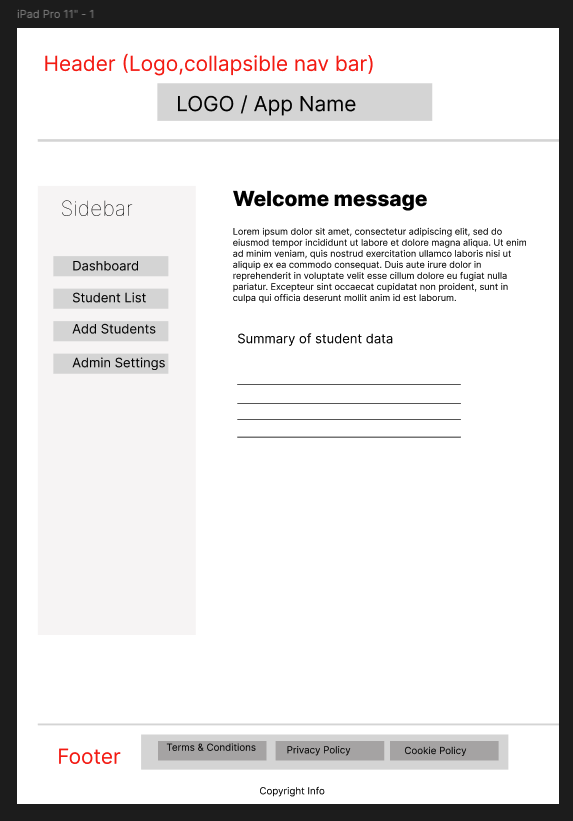 iPad Pro 11" - 1
Header (Logo,collapsible nav bar)
LOGO / App Name
Sidebar
Dashboard
Student List
Add Students
Admin Settings
Welcome message
Lorem ipsum dolor sit amet, consectetur adipiscing elit, sed do
eiusmod tempor incididunt ut labore et dolore magna aliqua. Ut enim
ad minim veniam, quis nostrud exercitation ullamco laboris nisi ut
aliquip ex ea commodo consequat. Duis aute irure dolor in
reprehenderit in voluptate velit esse cillum dolore eu fugiat nulla
pariatur. Excepteur sint occaecat cupidatat non proident, sunt in
culpa qui officia deserunt mollit anim id est laborum.
Summary of student data
Footer
Terms & Conditions
Privacy Policy
Cookie Policy
Copyright Info